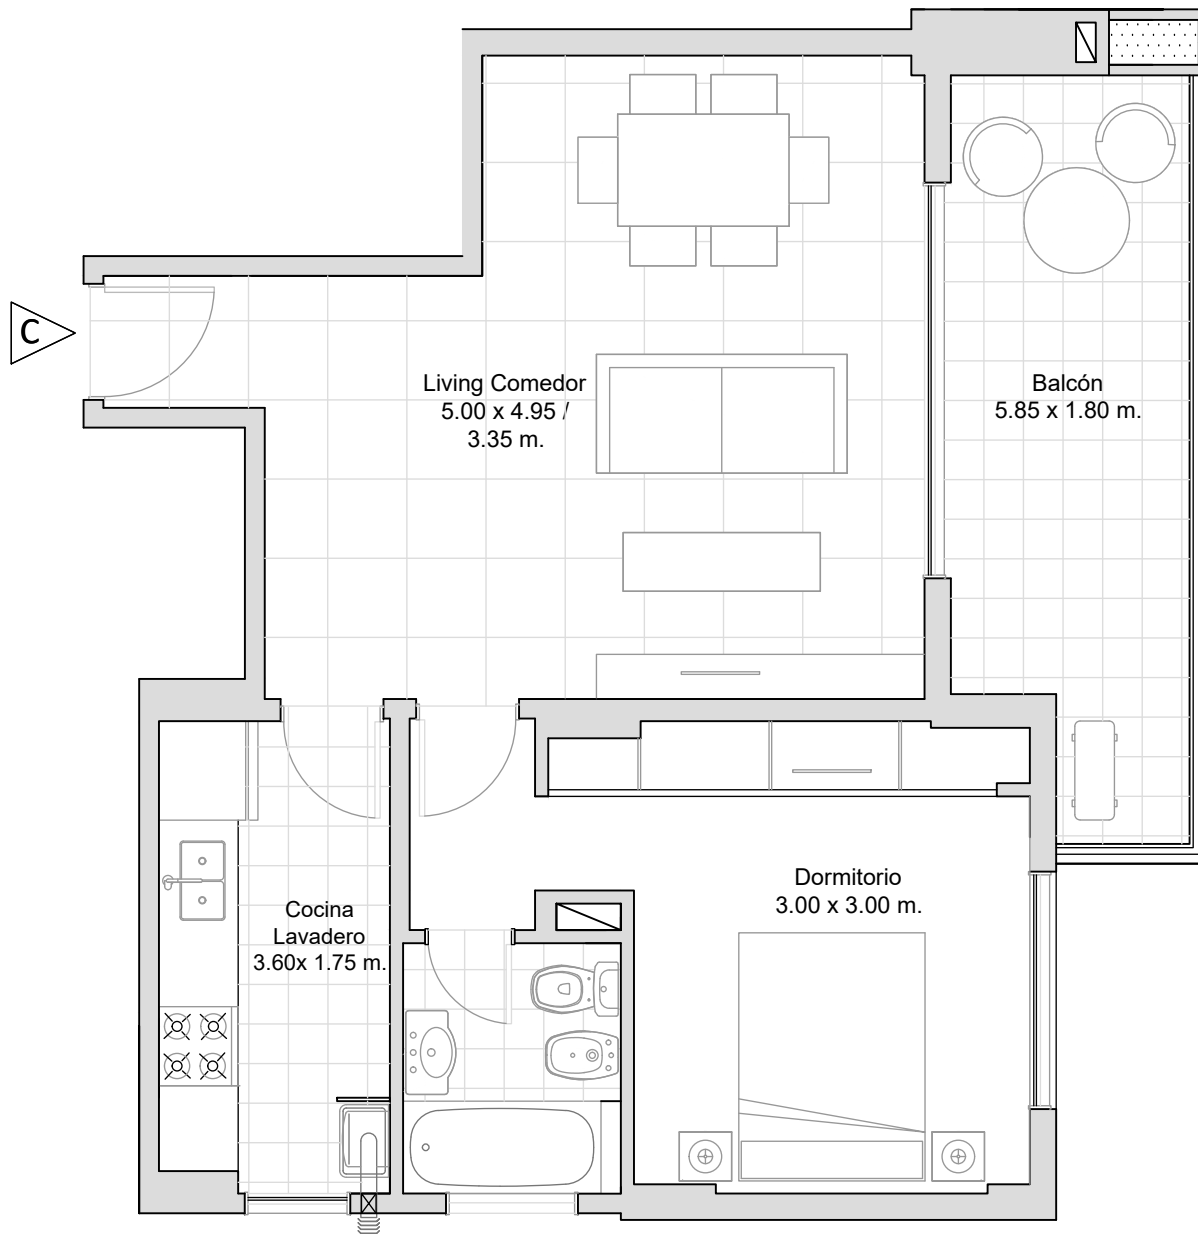 C
Living Comedor
5.00 x 4.95 /
3.35 m.
Balcón
5.85 x 1.80 m.
Dormitorio
3.00 x 3.00 m.
Cocina
Lavadero
3.60x 1.75 m.